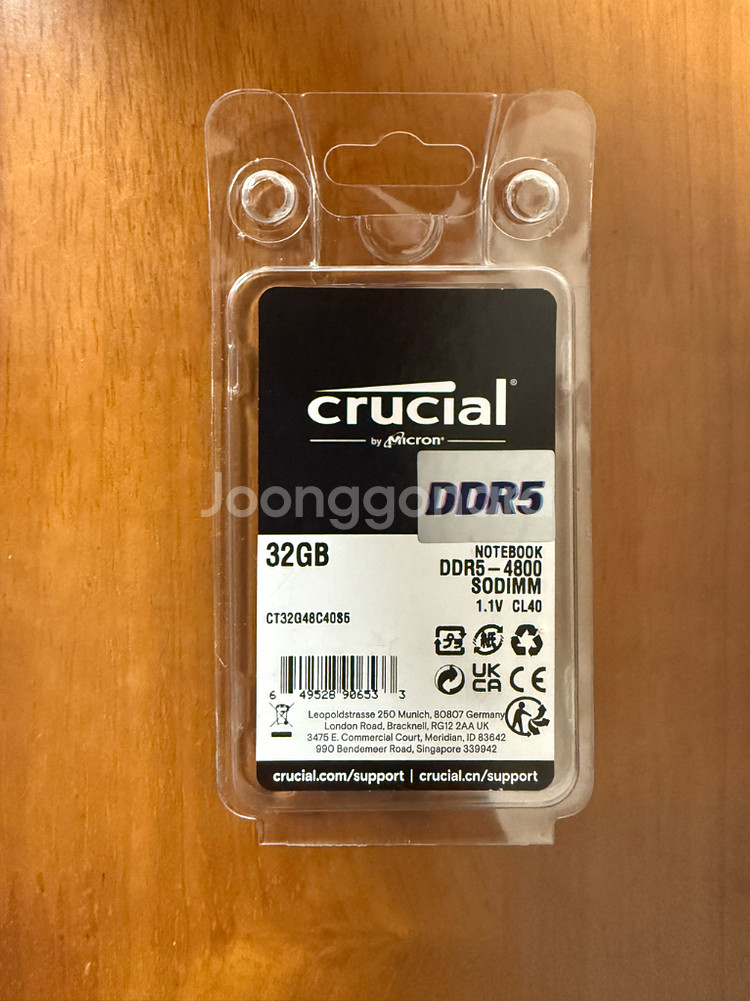 crucial®
by Micron®
Joonggonara
DDR5
32GB
NOTEBOOK
DDR5-4800
SODIMM
1.1V CL40
CT32G48C40S5
UK
CA
CE
6 49528 90653 3
Leopoldstrasse 250 Munich, 80807 Germany
London Road, Bracknell, RG12 2AA UK
3475 E. Commercial Court, Meridian, ID 83642
990 Bendemeer Road, Singapore 339942
crucial.com/support | crucial.cn/support